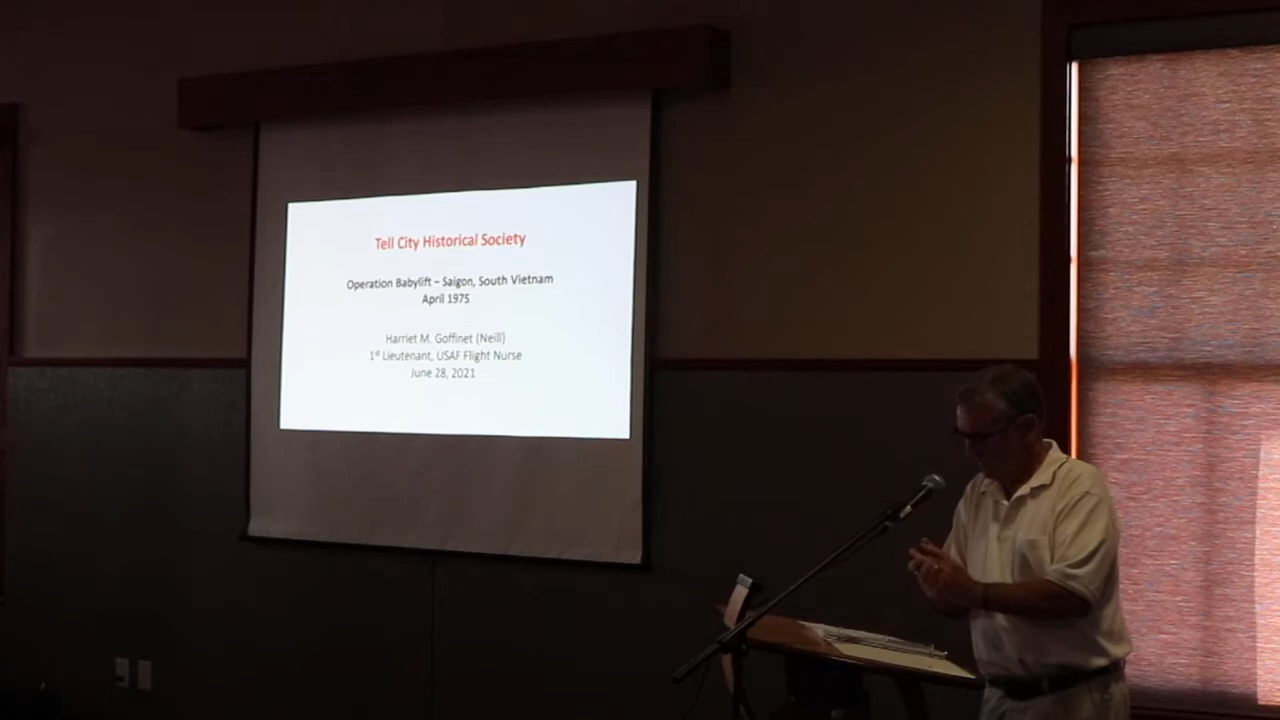 Tell City Historical Society
Operation Babylift – Saigon, South Vietnam
April 1975
Harriet M. Goffinet (Neill)
1st Lieutenant, USAF Flight Nurse
June 28, 2021